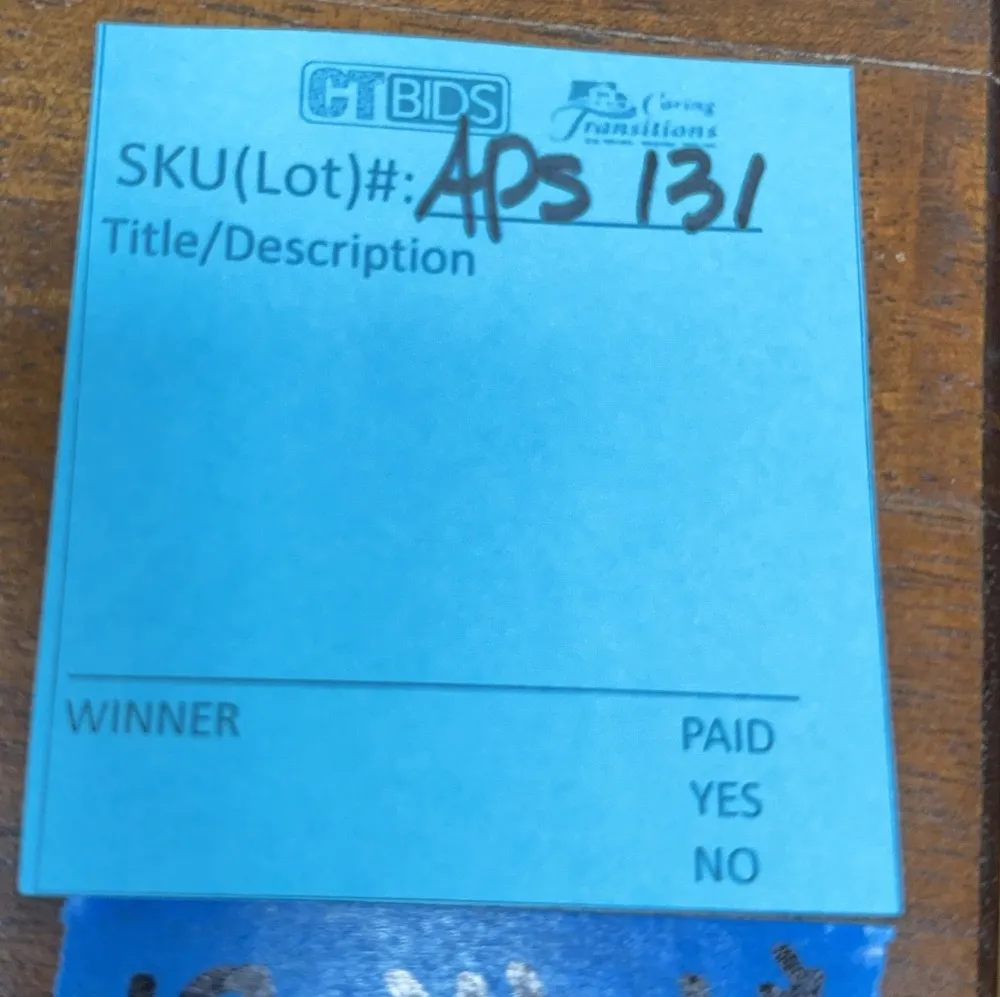 CTBIDS Caring Transitions
SKU(Lot)#: APS 131
Title/Description
WINNER PAID
YES
NO